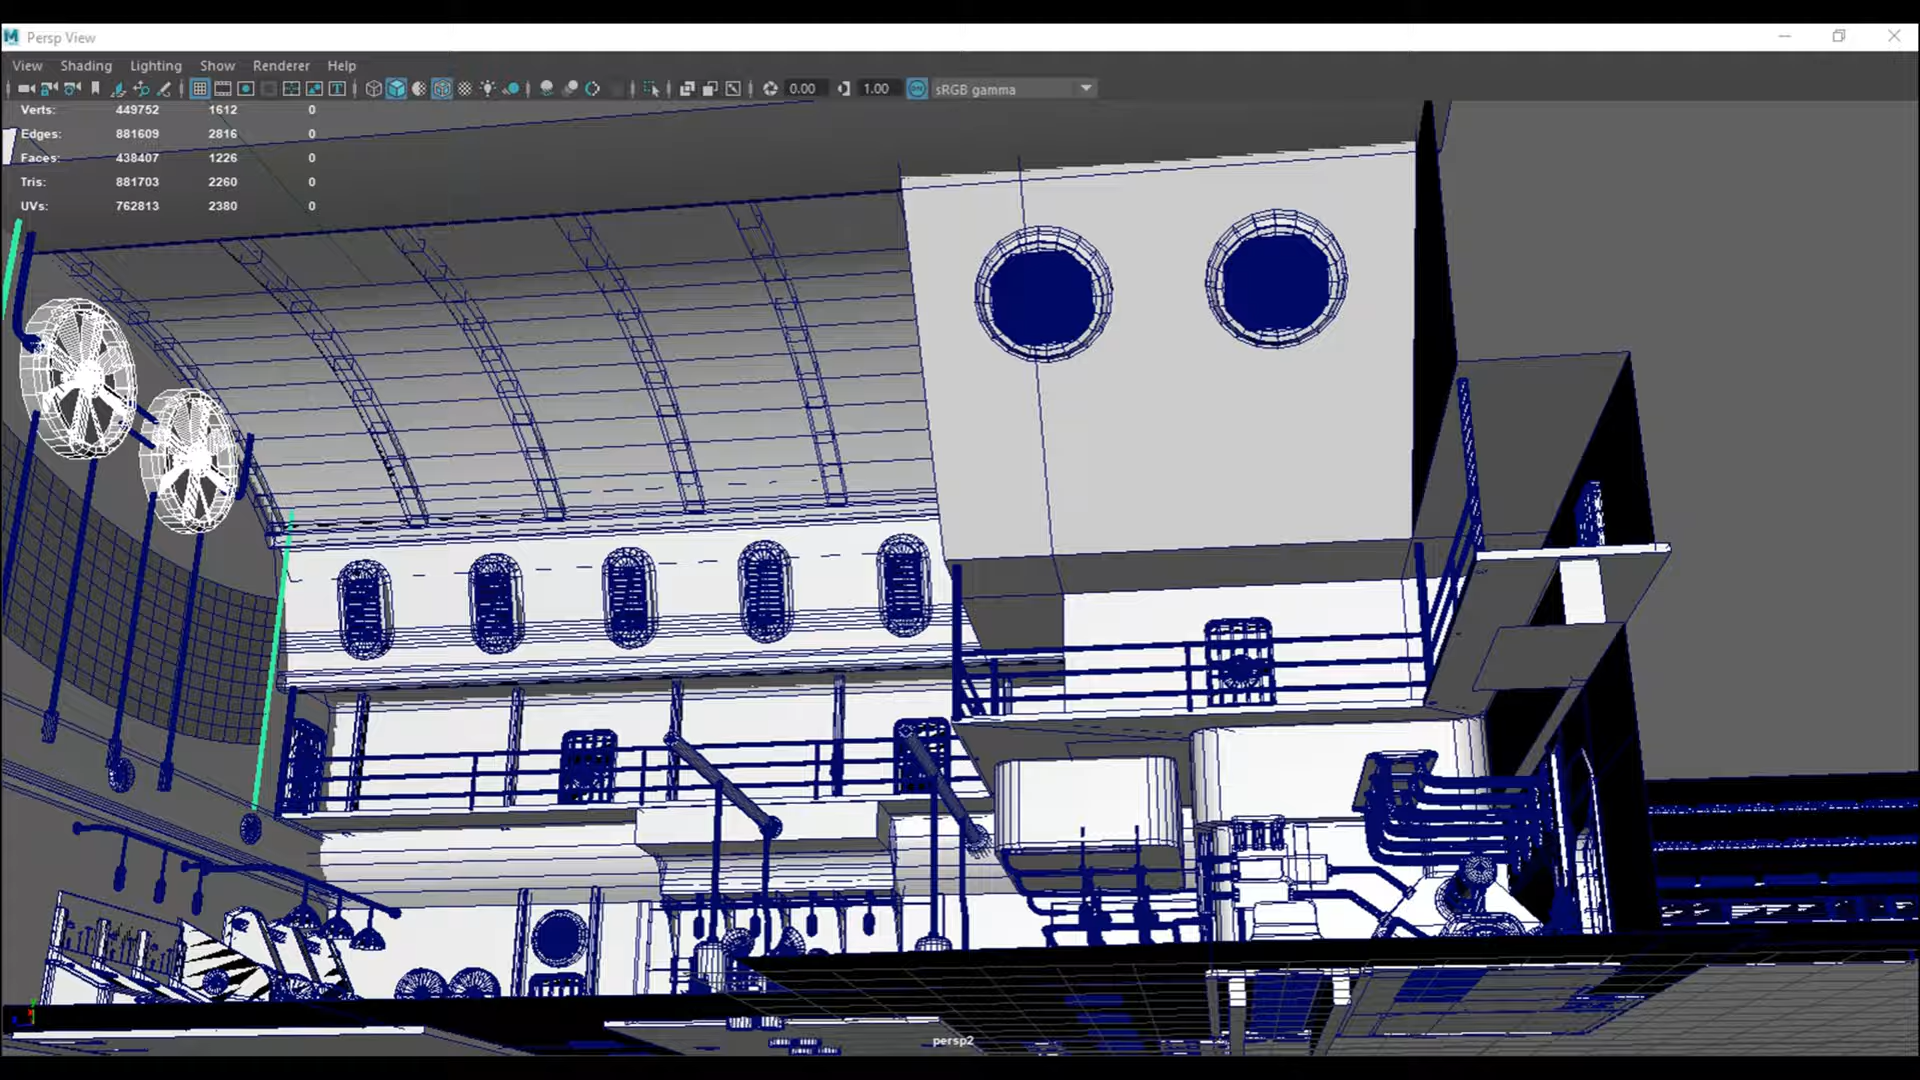 Persp View
View Shading Lighting Show Renderer Help
0.00 1.00 sRGB gamma
Verts: 449752 1612 0
Edges: 881609 2816 0
Faces: 438407 1226 0
Tris: 881703 2260 0
UVs: 762813 2380 0
persp2